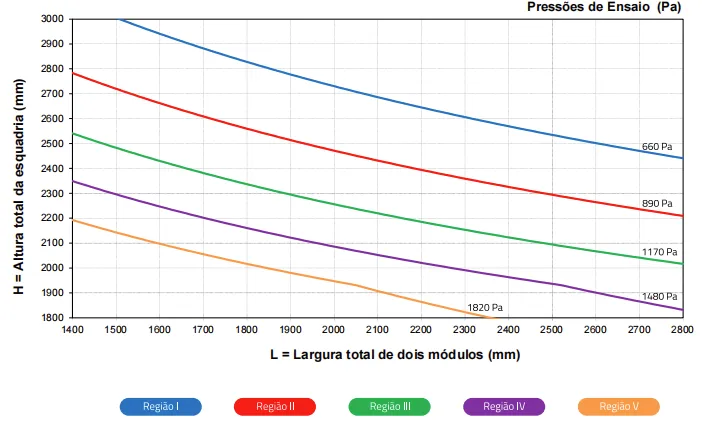 Pressões de Ensaio (Pa)
H = Altura total da esquadria (mm)
3000
2900
2800
2700
2600
2500
2400
2300
2200
2100
2000
1900
1800
660 Pa
890 Pa
1170 Pa
1480 Pa
1820 Pa
1400 1500 1600 1700 1800 1900 2000 2100 2200 2300 2400 2500 2600 2700 2800
L = Largura total de dois módulos (mm)
Região I Região II Região III Região IV Região V